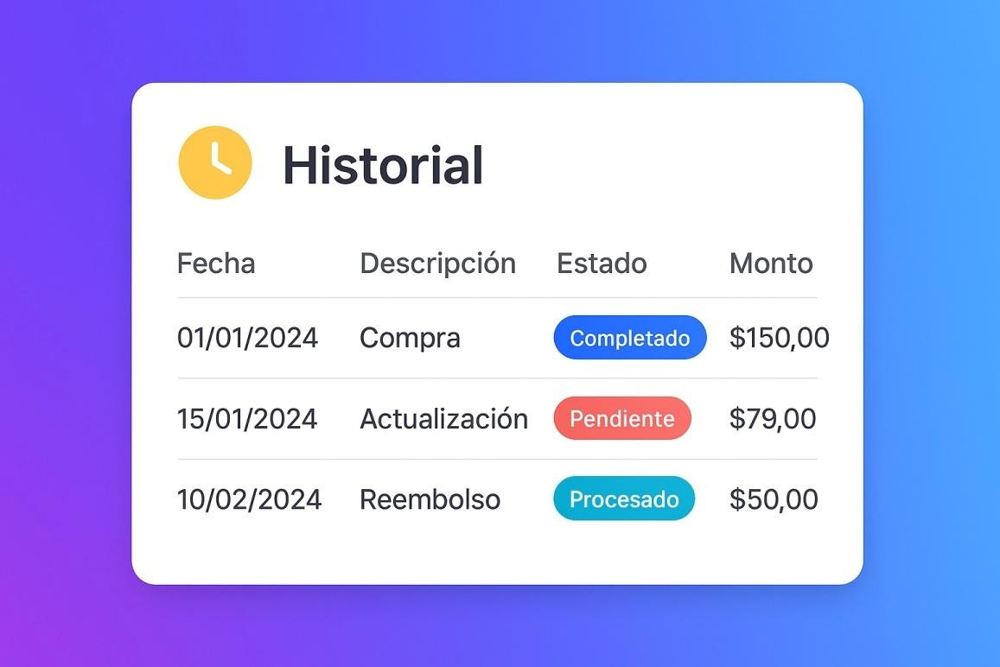 Historial
Fecha Descripción Estado Monto
01/01/2024 Compra Completado $150,00
15/01/2024 Actualización Pendiente $79,00
10/02/2024 Reembolso Procesado $50,00